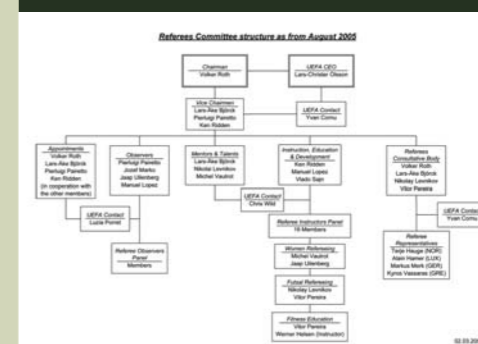 Referees Committee structure as from August 2005
Chairman
Volker Roth
UEFA CEO
Lars-Christer Olsson
Vice Chairmen
Lars-Åke Björck
Pierluigi Pairetto
Ken Ridden
UEFA Contact
Yvan Cornu
Appointments
Volker Roth
Lars-Åke Björck
Pierluigi Pairetto
Ken Ridden
(in cooperation with
the other members)
Observers
Pierluigi Pairetto
Jozef Marko
Jaap Uilenberg
Manuel Lopez
Mentors & Talents
Lars-Åke Björck
Nikolai Levnikov
Michel Vautrot
Instruction, Education
& Development
Ken Ridden
Manuel Lopez
Vlado Sajn
Referees
Consultative Body
Volker Roth
Lars-Åke Björck
Nikolay Levnikov
Vitor Pereira
UEFA Contact
Luzia Porret
UEFA Contact
Chris Wild
UEFA Conta
Yvan Cornu
Referee Observers
Panel
Members
Referee Instructors Panel
16 Members
Referee
Representatives
Terje Hauge (NOR)
Alain Hamer (LUX)
Markus Merk (GER)
Kyros Vassaras (GRE)
Women Refereeing
Michel Vautrot
Jaap Uilenberg
Futsal Refereeing
Nikolay Levnikov
Vitor Pereira
Fitness Education
Vitor Pereira
Werner Helsen (Instructor)